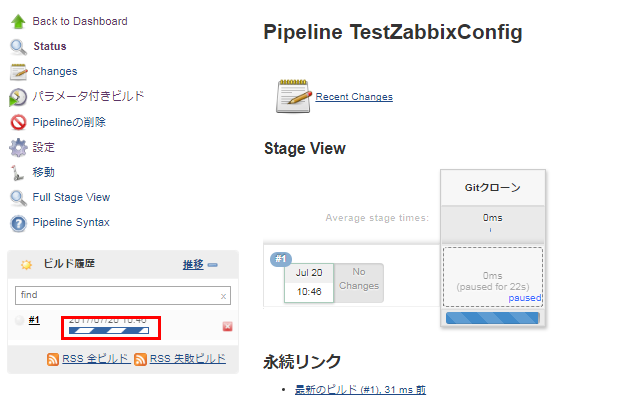 Back to Dashboard
Status
Changes
パラメータ付きビルド
Pipelineの削除
設定
移動
Full Stage View
Pipeline Syntax
ビルド履歴 推移
find x
#1 2017/07/20 10:46
RSS 全ビルド RSS 失敗ビルド
Pipeline TestZabbixConfig
Recent Changes
Stage View
Gitクローン
Average stage times: 0ms
#1
Jul 20
10:46
No
Changes
0ms
(paused for 22s)
paused
永続リンク
最新のビルド (#1), 31 ms 前